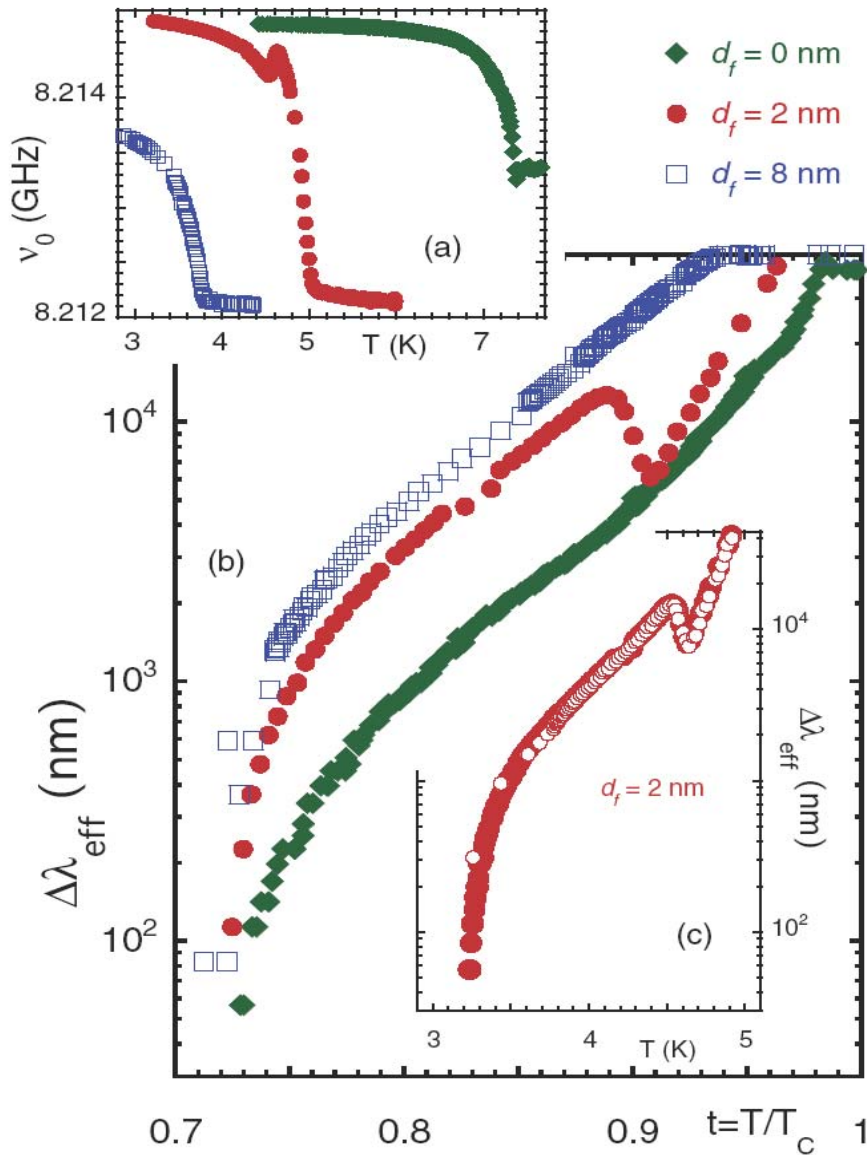 d_f = 0 nm
d_f = 2 nm
d_f = 8 nm
8.214
ν_0 (GHz)
(a)
8.212
3 4 5 T (K) 7
10^4
(b)
10^3
Δλ_eff (nm)
10^2
10^4
Δλ_eff (nm)
d_f = 2 nm
(c)
10^2
3 4 T (K) 5
0.7 0.8 0.9 t=T/T_C 1